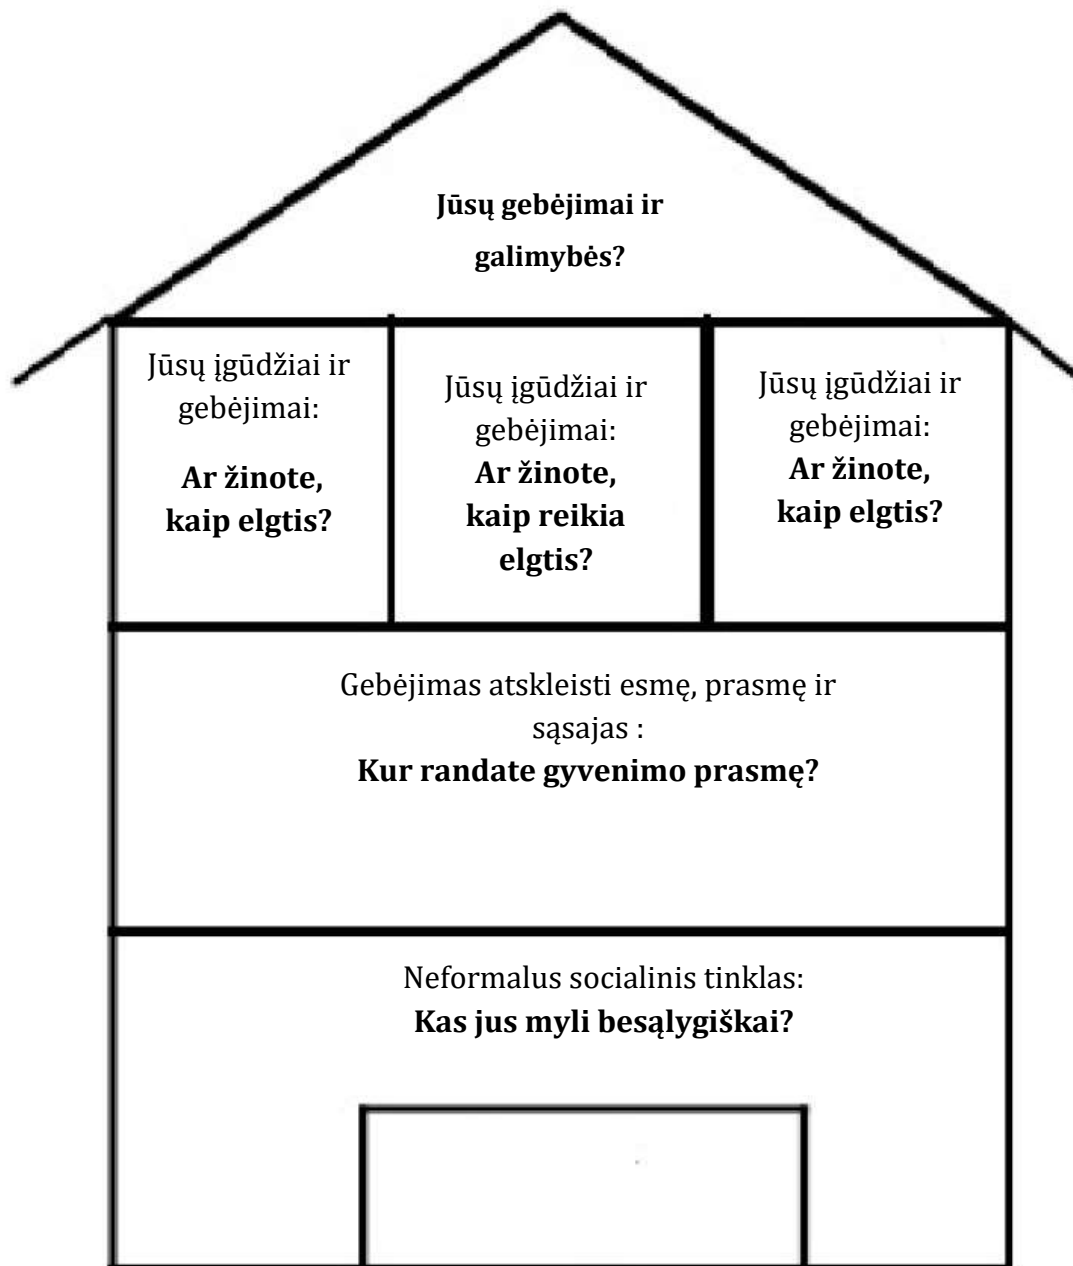 Jūsų gebėjimai ir
galimybės?
Jūsų įgūdžiai ir
gebėjimai:
Ar žinote,
kaip elgtis?
Jūsų įgūdžiai ir
gebėjimai:
Ar žinote,
kaip reikia
elgtis?
Jūsų įgūdžiai ir
gebėjimai:
Ar žinote,
kaip elgtis?
Gebėjimas atskleisti esmę, prasmę ir
sąsajas :
Kur randate gyvenimo prasmę?
Neformalus socialinis tinklas:
Kas jus myli besąlygiškai?